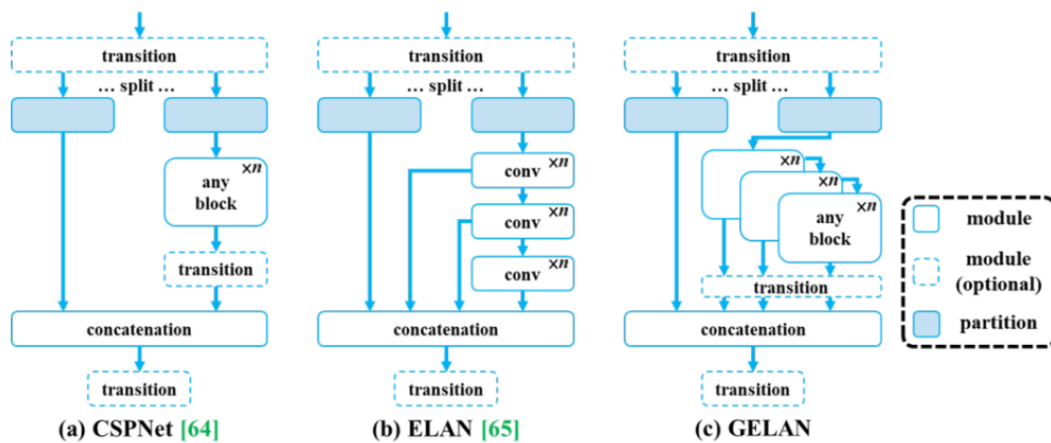 transition
... split ...
×n
any
block
transition
concatenation
transition
(a) CSPNet [64]
transition
... split ...
×n
conv
×n
conv
×n
conv
concatenation
transition
(b) ELAN [65]
transition
... split ...
×n
×n
×n
any
block
transition
concatenation
transition
(c) GELAN
module
module
(optional)
partition